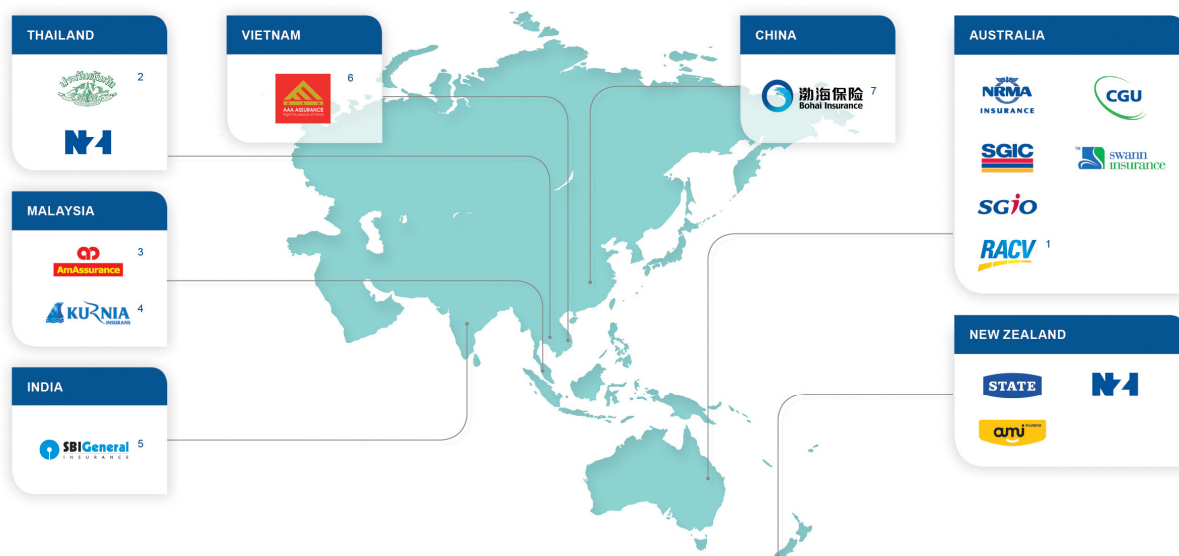 THAILAND
2
NZI
VIETNAM
6
AAA ASSURANCE
CHINA
渤海保险 7
Bohai Insurance
AUSTRALIA
NRMA
INSURANCE
CGU
SGIC
swann
insurance
SGIO
RACV 1
MALAYSIA
3
AmAssurance
KURNIA 4
INSURANS
INDIA
SBIGeneral 5
INSURANCE
NEW ZEALAND
STATE
NZI
ami insurance